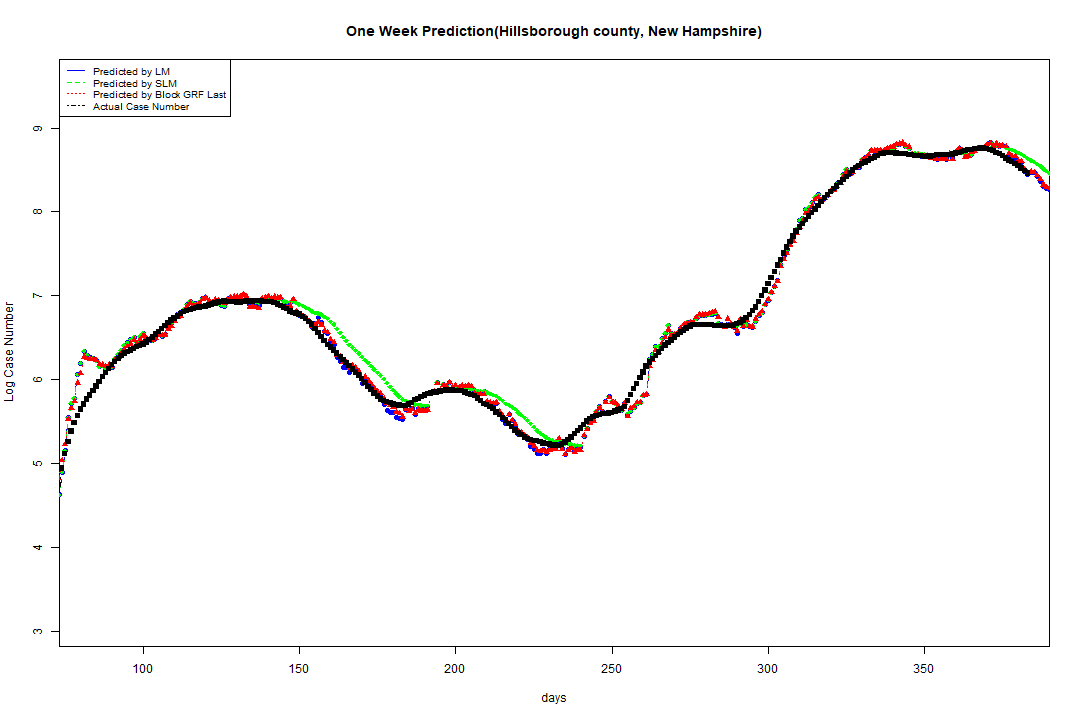 One Week Prediction(Hillsborough county, New Hampshire)
Predicted by LM
Predicted by SLM
Predicted by Block GRF Last
Actual Case Number
Log Case Number
9
8
7
6
5
4
3
100 150 200 250 300 350
days